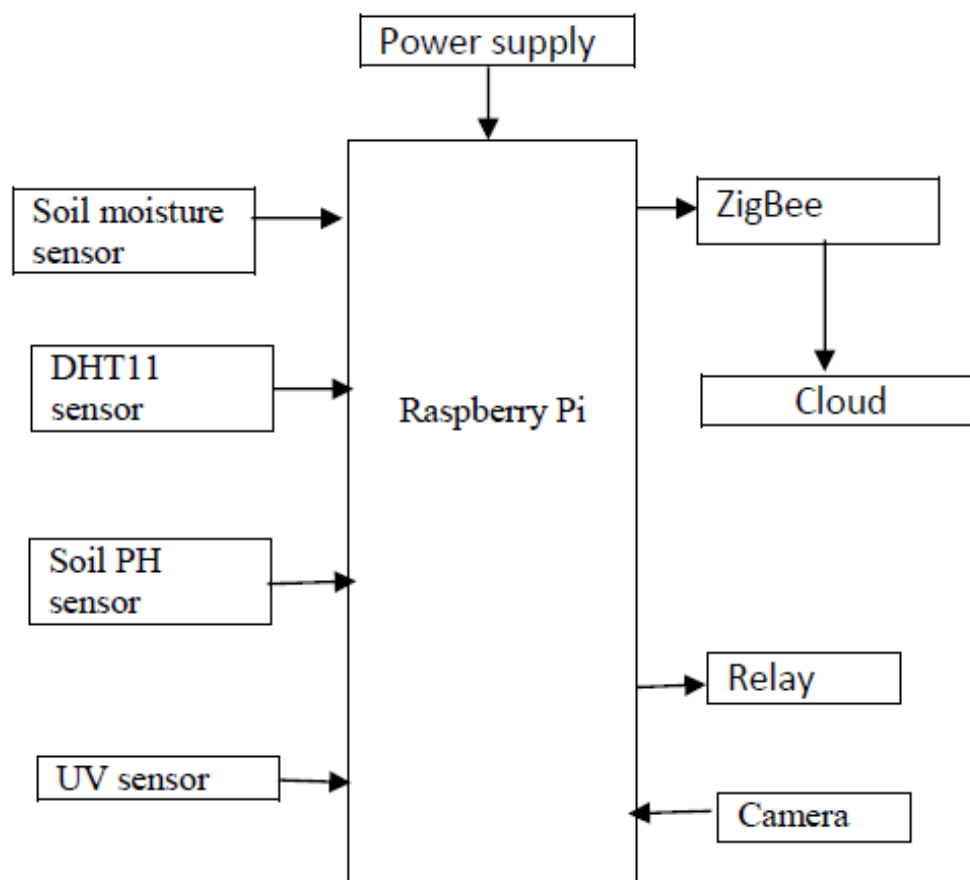 Power supply
Soil moisture
sensor
ZigBee
DHT11
sensor
Raspberry Pi
Cloud
Soil PH
sensor
Relay
UV sensor
Camera